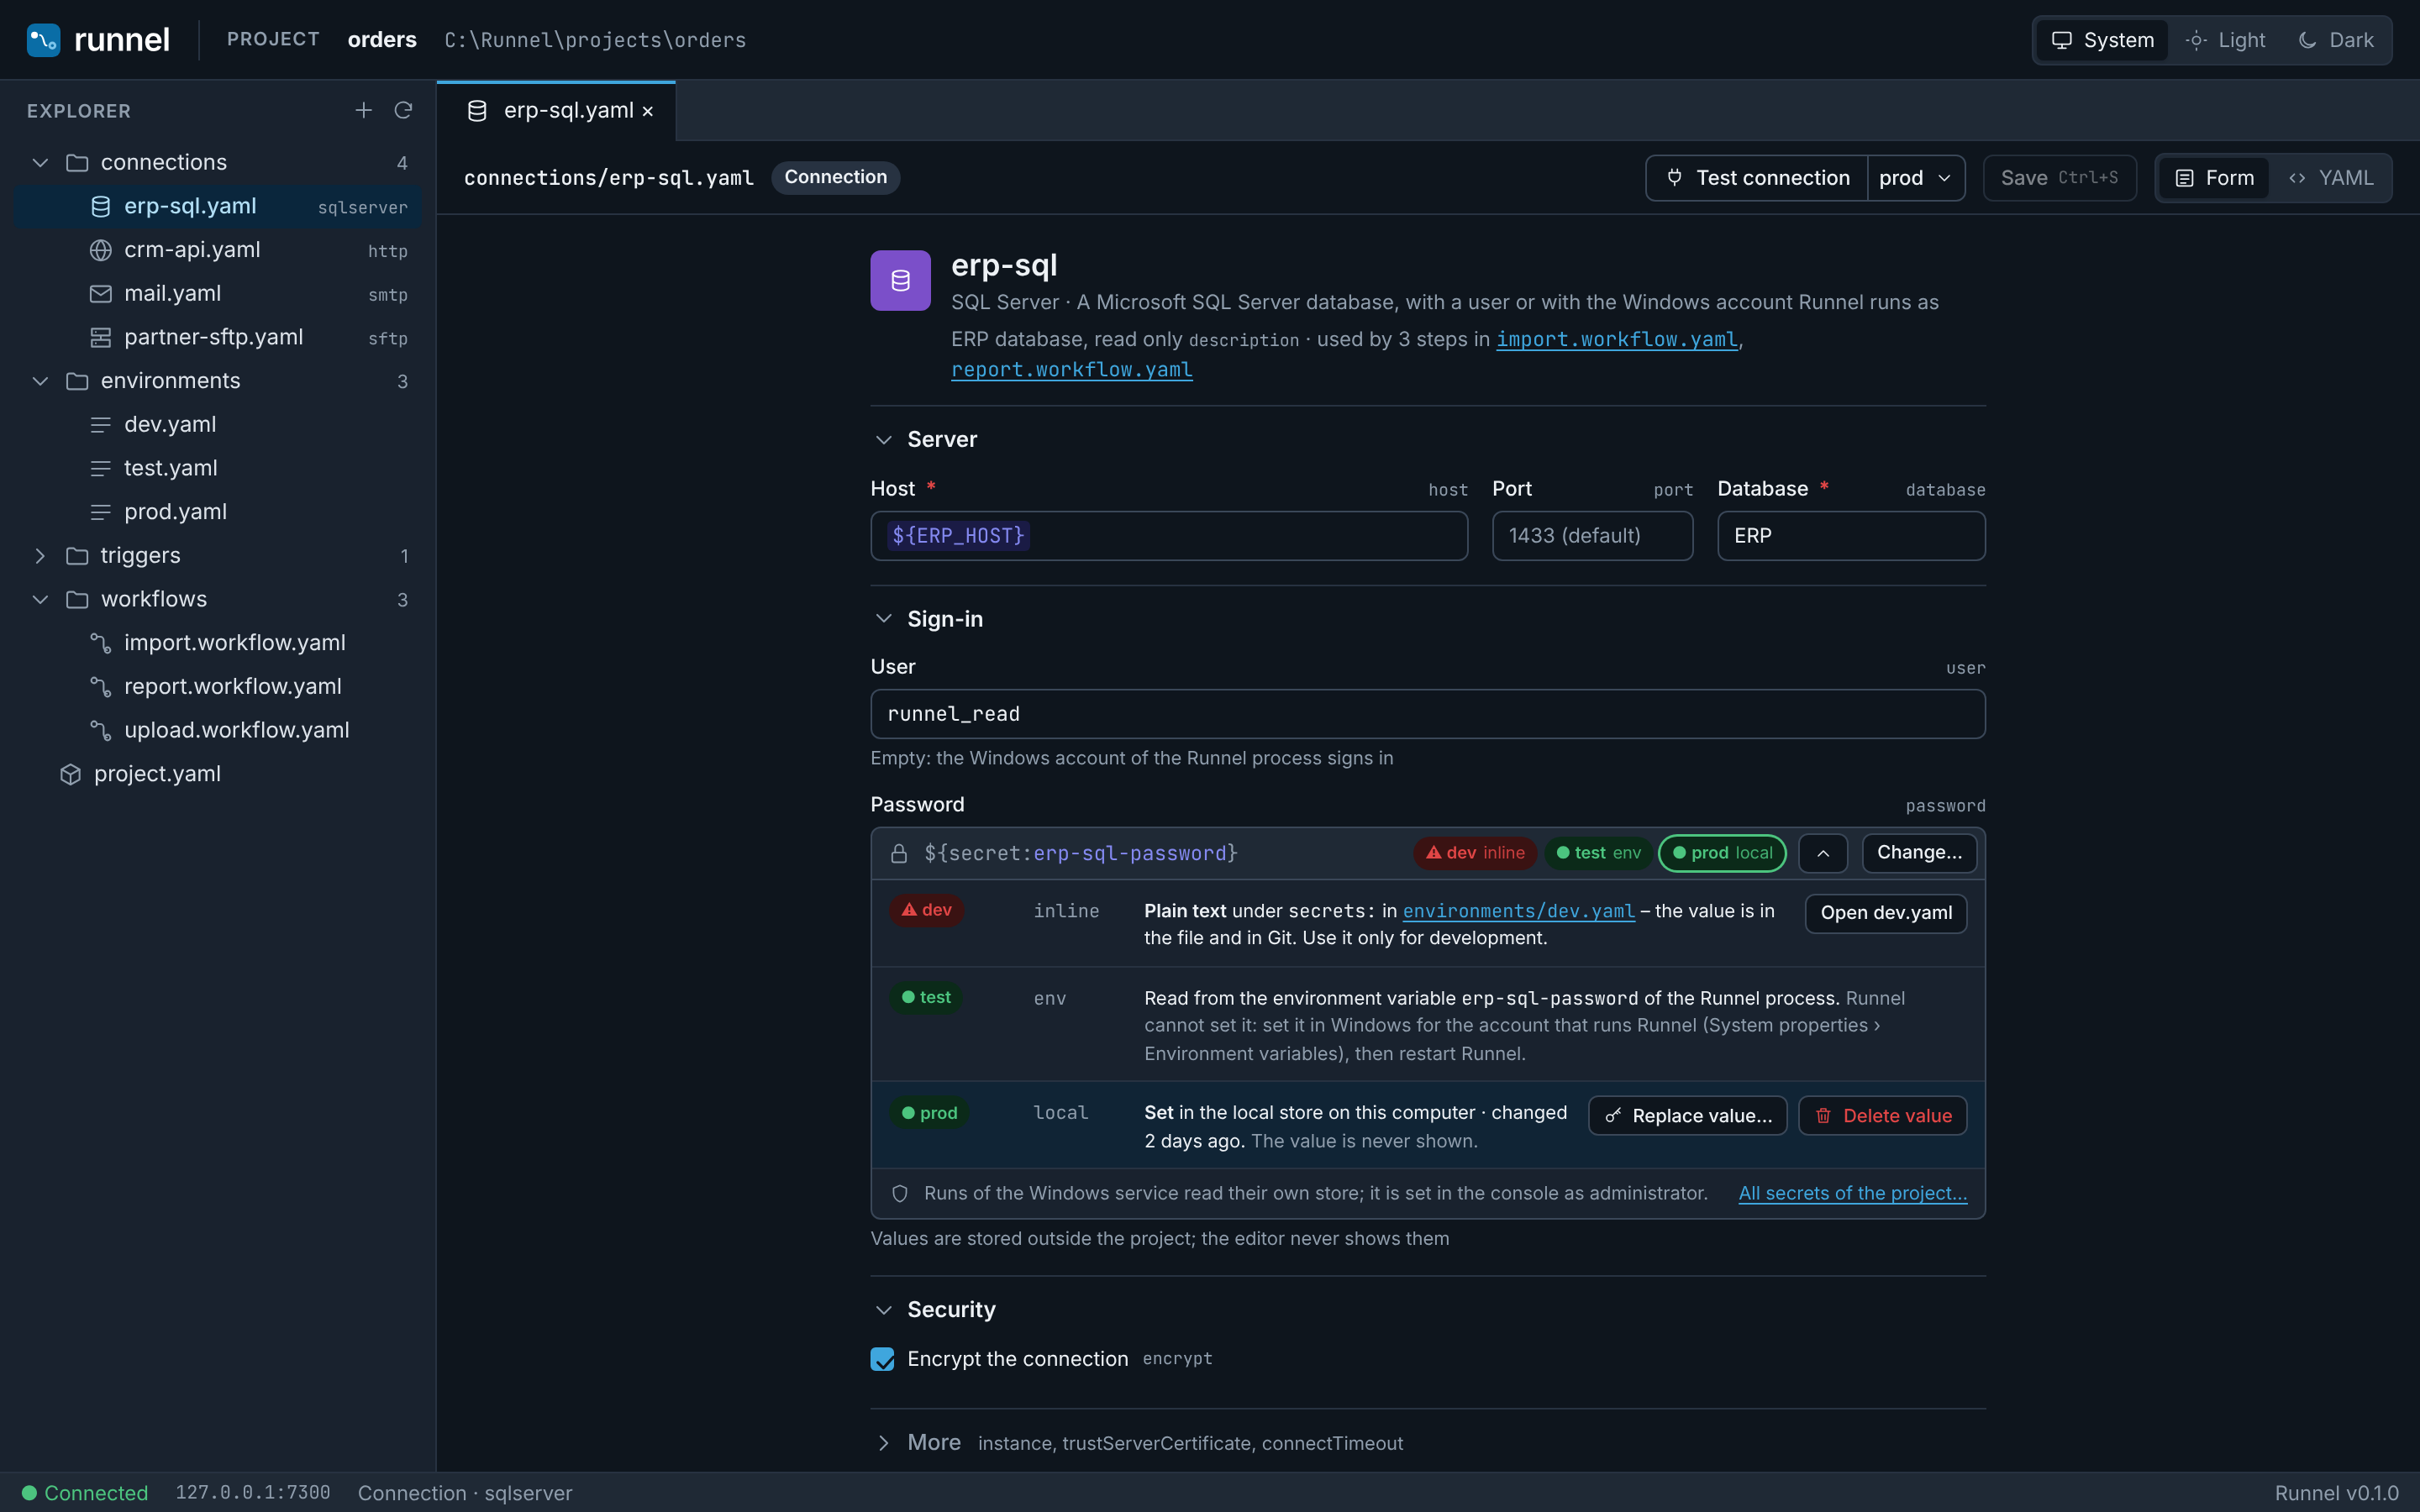 runnel PROJECT orders C:\Runnel\projects\orders System Light Dark
EXPLORER
erp-sql.yaml ×
connections 4
erp-sql.yaml sqlserver
crm-api.yaml http
mail.yaml smtp
partner-sftp.yaml sftp
environments 3
dev.yaml
test.yaml
prod.yaml
triggers 1
workflows 3
import.workflow.yaml
report.workflow.yaml
upload.workflow.yaml
project.yaml
connections/erp-sql.yaml Connection Test connection prod Save Ctrl+S Form YAML
erp-sql
SQL Server · A Microsoft SQL Server database, with a user or with the Windows account Runnel runs as
ERP database, read only description · used by 3 steps in import.workflow.yaml,
report.workflow.yaml
Server
Host * host Port port Database * database
${ERP_HOST} 1433 (default) ERP
Sign-in
User user
runnel_read
Empty: the Windows account of the Runnel process signs in
Password password
${secret:erp-sql-password} dev inline test env prod local Change...
dev inline Plain text under secrets: in environments/dev.yaml – the value is in Open dev.yaml
the file and in Git. Use it only for development.
test env Read from the environment variable erp-sql-password of the Runnel process. Runnel
cannot set it: set it in Windows for the account that runs Runnel (System properties ›
Environment variables), then restart Runnel.
prod local Set in the local store on this computer · changed Replace value... Delete value
2 days ago. The value is never shown.
Runs of the Windows service read their own store; it is set in the console as administrator. All secrets of the project...
Values are stored outside the project; the editor never shows them
Security
Encrypt the connection encrypt
More instance, trustServerCertificate, connectTimeout
Connected 127.0.0.1:7300 Connection · sqlserver Runnel v0.1.0